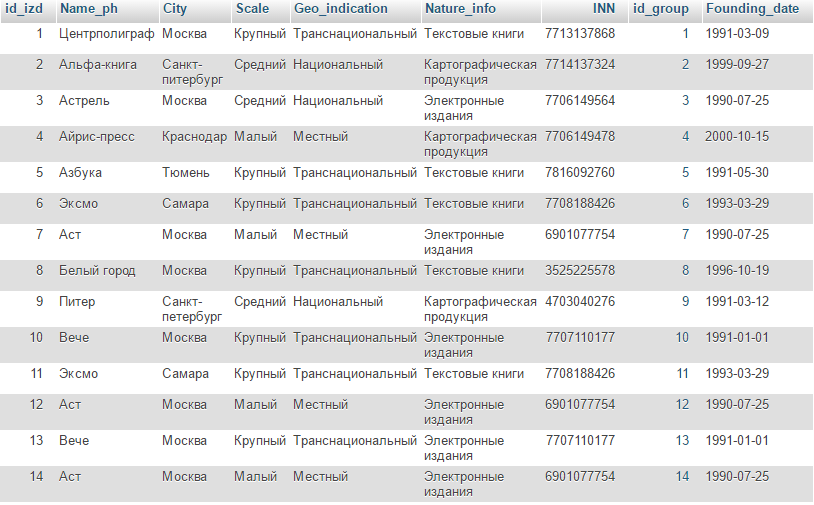 id_izd Name_ph City Scale Geo_indication Nature_info INN id_group Founding_date
1 Центрполиграф Москва Крупный Транснациональный Текстовые книги 7713137868 1 1991-03-09
2 Альфа-книга Санкт- Средний Национальный Картографическая 7714137324 2 1999-09-27
питербург продукция
3 Астрель Москва Средний Национальный Электронные 7706149564 3 1990-07-25
издания
4 Айрис-пресс Краснодар Малый Местный Картографическая 7706149478 4 2000-10-15
продукция
5 Азбука Тюмень Крупный Транснациональный Текстовые книги 7816092760 5 1991-05-30
6 Эксмо Самара Крупный Транснациональный Текстовые книги 7708188426 6 1993-03-29
7 Аст Москва Малый Местный Электронные 6901077754 7 1990-07-25
издания
8 Белый город Москва Крупный Транснациональный Текстовые книги 3525225578 8 1996-10-19
9 Питер Санкт- Средний Национальный Картографическая 4703040276 9 1991-03-12
петербург продукция
10 Вече Москва Крупный Транснациональный Электронные 7707110177 10 1991-01-01
издания
11 Эксмо Самара Крупный Транснациональный Текстовые книги 7708188426 11 1993-03-29
12 Аст Москва Малый Местный Электронные 6901077754 12 1990-07-25
издания
13 Вече Москва Крупный Транснациональный Электронные 7707110177 13 1991-01-01
издания
14 Аст Москва Малый Местный Электронные 6901077754 14 1990-07-25
издания